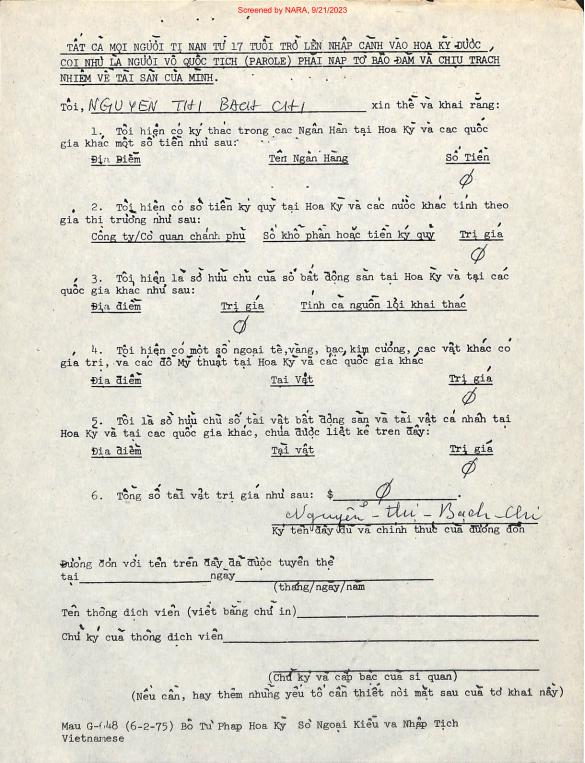 Screened by NARA, 9/21/2023
TẤT CẢ MỌI NGƯỜI TỊ NẠN TỪ 17 TUỔI TRỞ LÊN NHẬP CẢNH VÀO HOA KỲ ĐƯỢC
COI NHƯ LÀ NGƯỜI VÔ QUỐC TỊCH (PAROLE) PHẢI NẠP TỜ BẢO ĐẢM VÀ CHỊU TRÁCH
NHIỆM VỀ TÀI SẢN CỦA MÌNH.
Tôi, NGUYEN THI BACH CHI xin thề và khai rằng:
1. Tôi hiện có ký thác trong các Ngân Hàn tại Hoa Kỳ và các quốc
gia khác một số tiền như sau:
Địa Điểm Tên Ngân Hàng Số Tiền
Ø
2. Tôi hiện có số tiền ký quỹ tại Hoa Kỳ và các nước khác tính theo
giá thị trường như sau:
Công ty/Cơ quan chánh phủ Số khổ phần hoặc tiền ký quỹ Trị giá
Ø
3. Tôi hiện là sở hữu chủ của số bất động sản tại Hoa Kỳ và tại các
quốc gia khác như sau:
Địa điểm Trị giá Tính cả nguồn lợi khai thác
Ø
4. Tôi hiện có một số ngoại tệ, vàng, bạc, kim cương, các vật khác có
giá trị, và các đồ Mỹ thuật tại Hoa Kỳ và các quốc gia khác
Địa điểm Tài Vật Trị giá
Ø
5. Tôi là sở hữu chủ số tài vật bất động sản và tài vật cá nhân tại
Hoa Kỳ và tại các quốc gia khác, chưa được liệt kê trên đây:
Địa điểm Tại vật Trị giá
Ø
6. Tổng số tài vật trị giá như sau: $ Ø .
Nguyễn - thị - Bạch - Chi
Ký tên đầy đủ và chính thức của đương đơn
Đương đơn với tên trên đây đã được tuyên thệ
tại ngày
(tháng/ngày/năm
Tên thông dịch viên (viết bằng chữ in)
Chữ ký của thông dịch viên
(Chữ ký và cấp bậc của sĩ quan)
(Nếu cần, hãy thêm những yếu tố cần thiết nơi mặt sau của tờ khai nầy)
Mau G-648 (6-2-75) Bộ Tư Pháp Hoa Kỳ Sở Ngoại Kiều và Nhập Tịch
Vietnamese